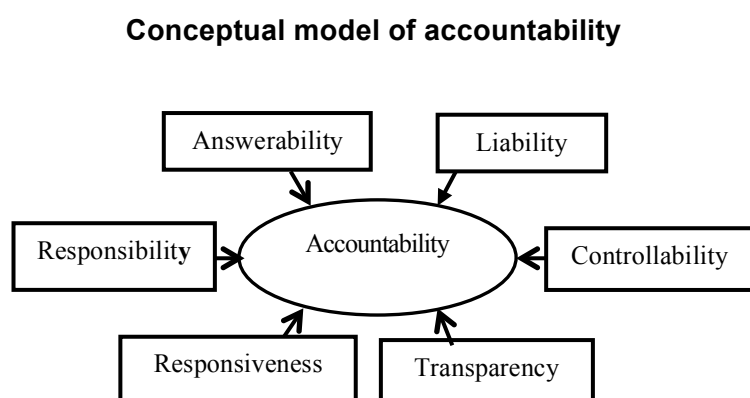 Conceptual model of accountability
Answerability
Liability
Responsibility
Accountability
Controllability
Responsiveness
Transparency